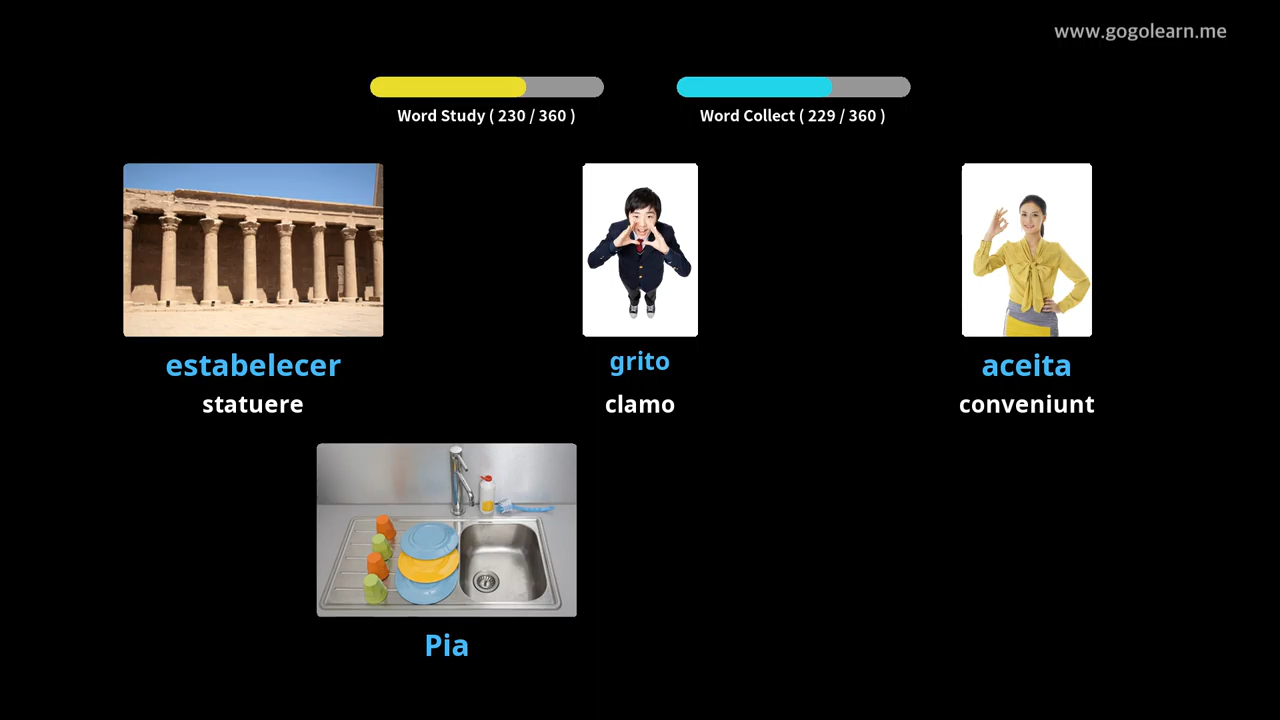 www.gogolearn.me
Word Study ( 230 / 360 )
Word Collect ( 229 / 360 )
estabelecer
statuere
grito
clamo
aceita
conveniunt
Pia